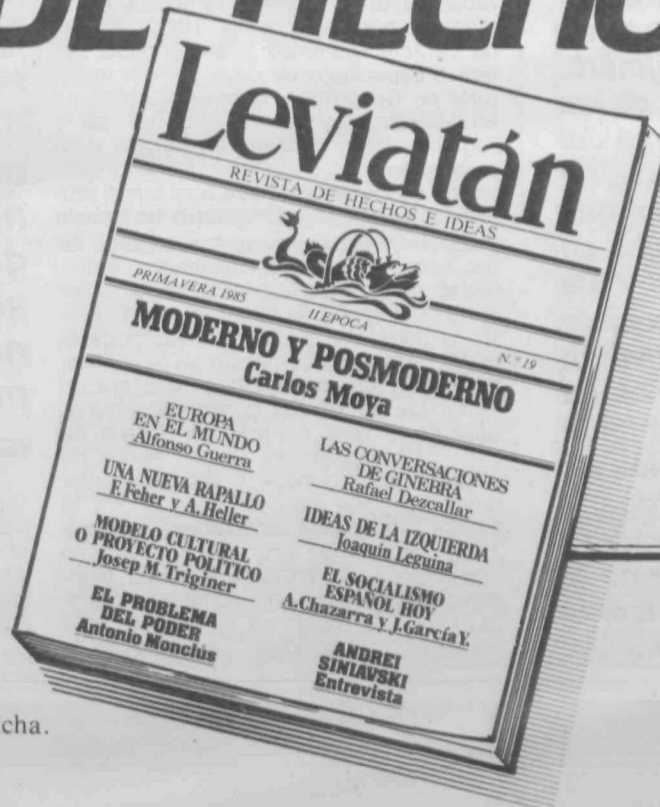 DE HECHO
Leviatán
REVISTA DE HECHOS E IDEAS
PRIMAVERA 1985
II EPOCA
N.º 19
MODERNO Y POSMODERNO
Carlos Moya
EUROPA
EN EL MUNDO
Alfonso Guerra
UNA NUEVA RAPALLO
F. Feher y A. Heller
MODELO CULTURAL
O PROYECTO POLITICO
Josep M. Triginer
EL PROBLEMA
DEL PODER
Antonio Monclús
LAS CONVERSACIONES
DE GINEBRA
Rafael Dezcallar
IDEAS DE LA IZQUIERDA
Joaquín Leguina
EL SOCIALISMO
ESPAÑOL HOY
A. Chazarra y J. García Y.
ANDREI
SINIAVSKI
Entrevista
cha.